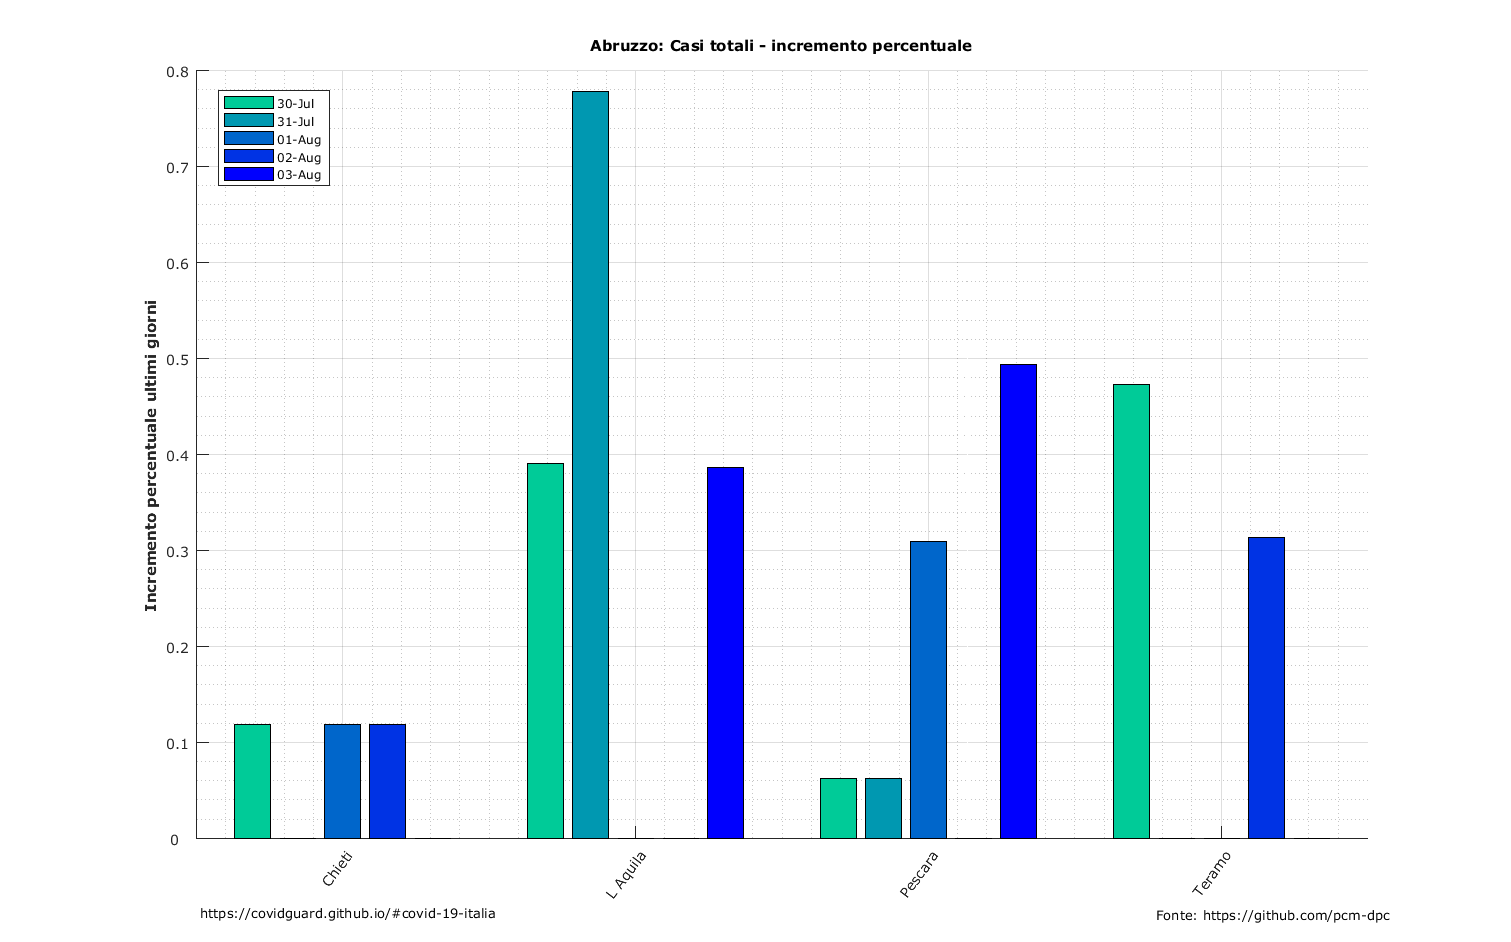 Abruzzo: Casi totali - incremento percentuale
30-Jul
31-Jul
01-Aug
02-Aug
03-Aug
Incremento percentuale ultimi giorni
0.8
0.7
0.6
0.5
0.4
0.3
0.2
0.1
0
Chieti
L Aquila
Pescara
Teramo
https://covidguard.github.io/#covid-19-italia
Fonte: https://github.com/pcm-dpc